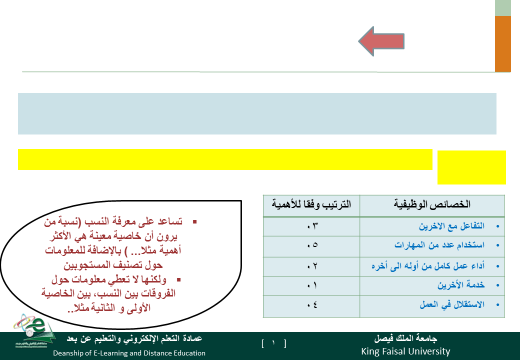 الخصائص الوظيفية	الترتيب وفقا للأهمية
• التفاعل مع الاخرين	٠٣
• استخدام عدد من المهارات	٠٥
• أداء عمل كامل من أوله الى أخره	٠٢
• خدمة الأخرين	٠١
• الاستقلال في العمل	٠٤
▪ تساعد على معرفة النسب (نسبة من
يرون أن خاصية معينة هي الأكثر
أهمية مثلا... ) بالإضافة للمعلومات
حول تصنيف المستجوبين
▪ ولكنها لا تعطي معلومات حول
الفروقات بين النسب، بين الخاصية
الأولى و الثانية مثلا..
جامعة الملك فيصل
King Faisal University
[ ١ ]
عمادة التعلم الإلكتروني والتعليم عن بعد
Deanship of E-Learning and Distance Education